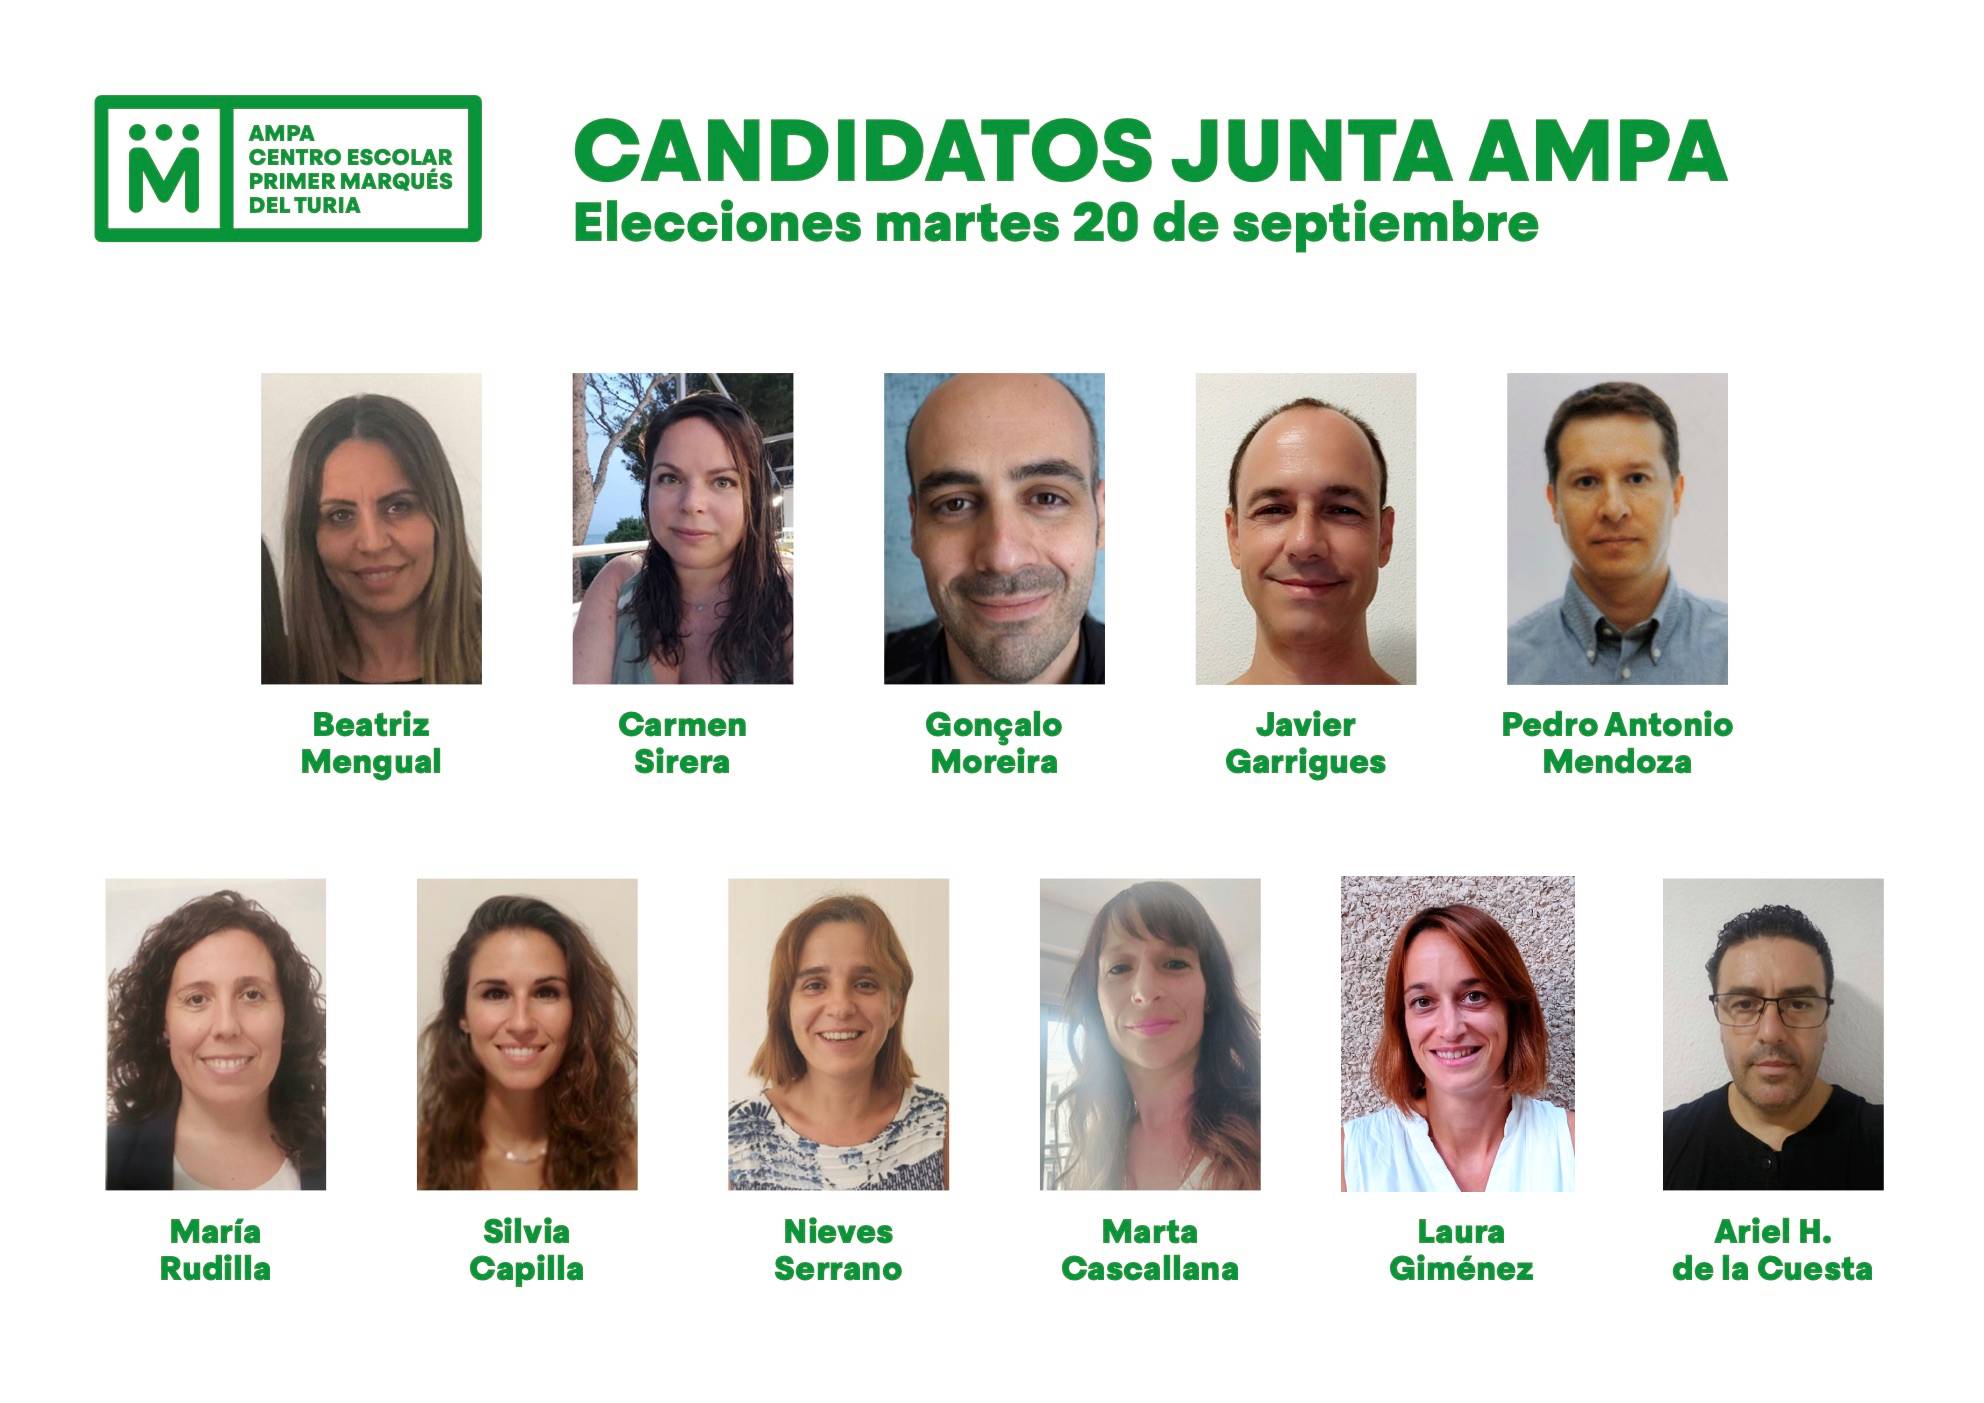 AMPA
CENTRO ESCOLAR
PRIMER MARQUÉS
DEL TURIA
CANDIDATOS JUNTA AMPA
Elecciones martes 20 de septiembre
Beatriz
Mengual
Carmen
Sirera
Gonçalo
Moreira
Javier
Garrigues
Pedro Antonio
Mendoza
María
Rudilla
Silvia
Capilla
Nieves
Serrano
Marta
Cascallana
Laura
Giménez
Ariel H.
de la Cuesta